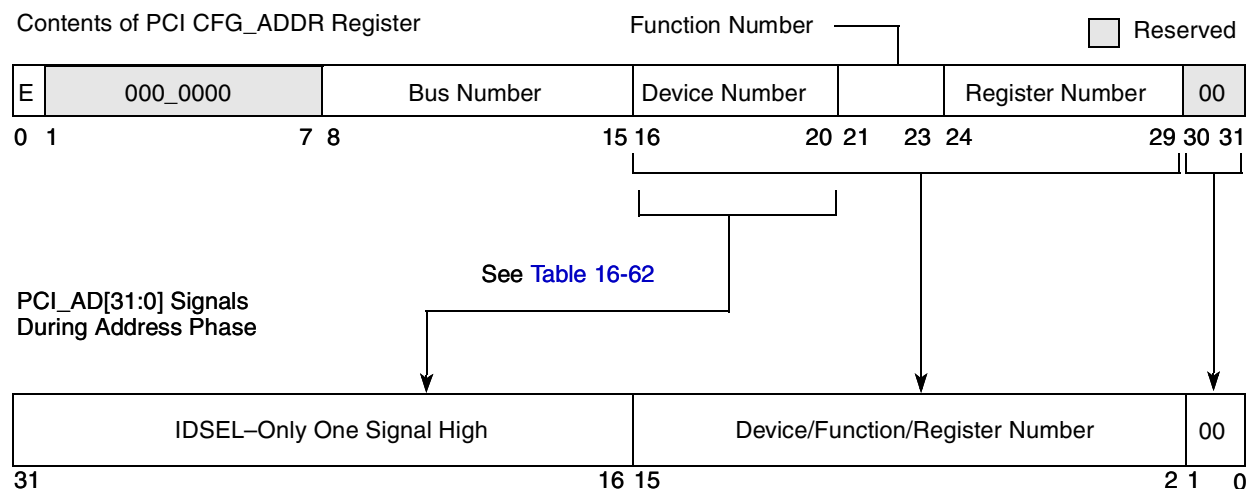 Contents of PCI CFG_ADDR Register
Function Number
Reserved
E 000_0000 Bus Number Device Number Register Number 00
0 1 7 8 15 16 20 21 23 24 29 30 31
See Table 16-62
PCI_AD[31:0] Signals
During Address Phase
IDSEL–Only One Signal High Device/Function/Register Number 00
31 16 15 2 1 0